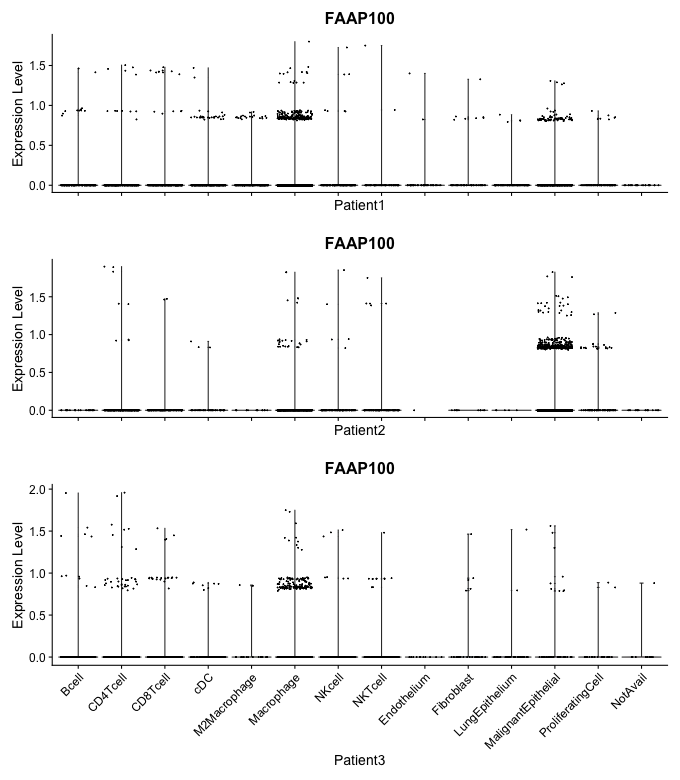 FAAP100
1.5
1.0
0.5
0.0
Expression Level
Patient1
FAAP100
1.5
1.0
0.5
0.0
Expression Level
Patient2
FAAP100
2.0
1.5
1.0
0.5
0.0
Expression Level
Bcell
CD4Tcell
CD8Tcell
cDC
M2Macrophage
Macrophage
NKcell
NKTcell
Endothelium
Fibroblast
LungEpithelium
MalignantEpithelial
ProliferatingCell
NotAvail
Patient3